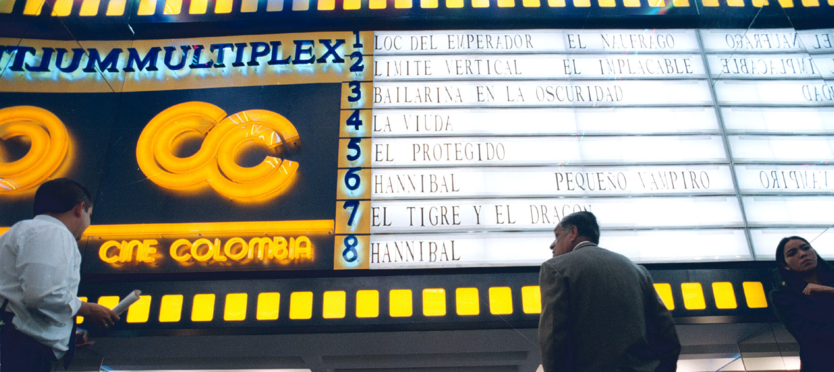 MULTIPLEX
1 LOC DEL EMPERADOR EL NAUFRAGO
2 LIMITE VERTICAL EL IMPLACABLE
3 BAILARINA EN LA OSCURIDAD
4 LA VIUDA
5 EL PROTEGIDO
6 HANNIBAL PEQUEÑO VAMPIRO
7 EL TIGRE Y EL DRAGON
8 HANNIBAL
CINE COLOMBIA